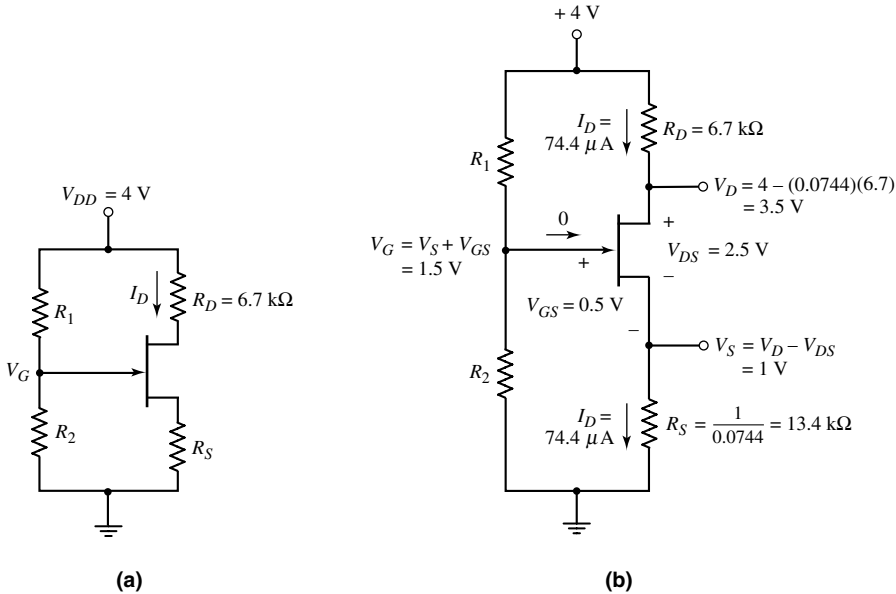 V_DD = 4 V
R_1
I_D
R_D = 6.7 kΩ
V_G
R_2
R_S
(a)
+ 4 V
I_D =
74.4 μA
R_D = 6.7 kΩ
R_1
V_D = 4 – (0.0744)(6.7)
= 3.5 V
0
+
V_G = V_S + V_GS
= 1.5 V
+
V_DS = 2.5 V
–
V_GS = 0.5 V
–
V_S = V_D – V_DS
= 1 V
R_2
I_D =
74.4 μA
R_S = 1/0.0744 = 13.4 kΩ
(b)